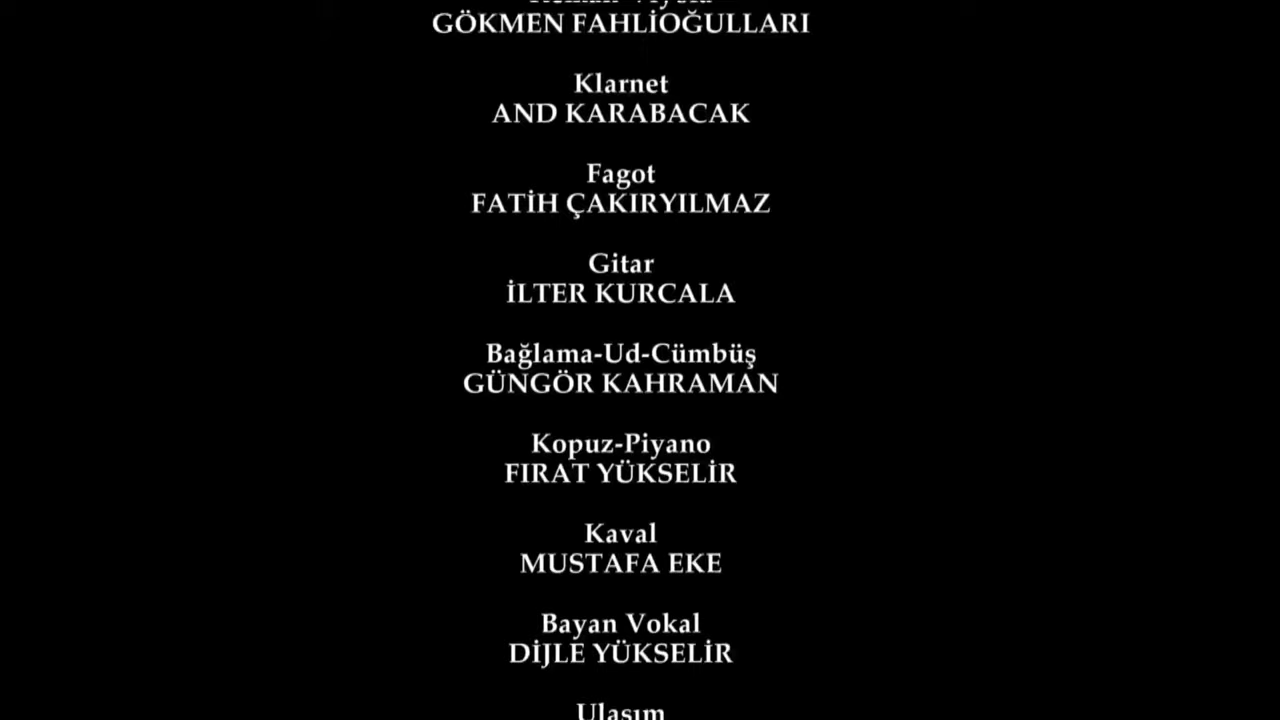 GÖKMEN FAHLİOĞULLARI
Klarnet
AND KARABACAK
Fagot
FATİH ÇAKIRYILMAZ
Gitar
İLTER KURCALA
Bağlama-Ud-Cümbüş
GÜNGÖR KAHRAMAN
Kopuz-Piyano
FIRAT YÜKSELİR
Kaval
MUSTAFA EKE
Bayan Vokal
DİJLE YÜKSELİR
Ulaşım